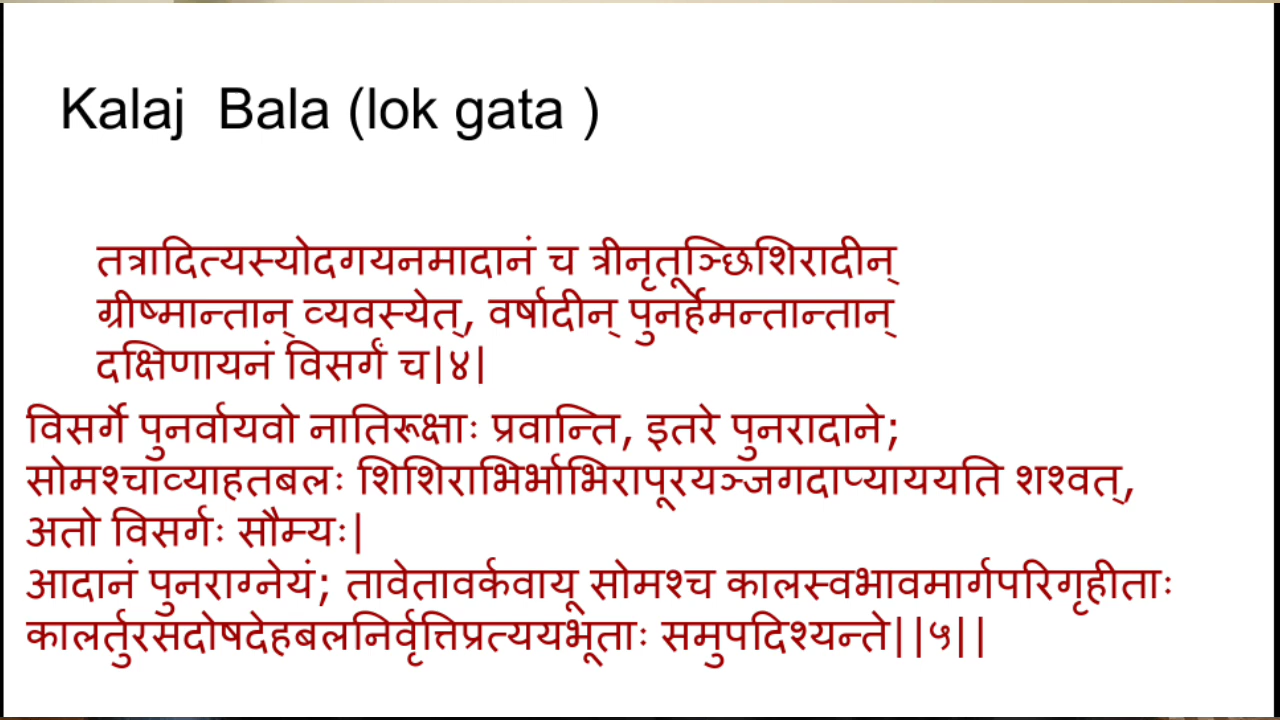 Kalaj  Bala (lok gata )
तत्रादित्यस्योदगयनमादानं च त्रीनृतूञ्छिशिरादीन्
ग्रीष्मान्तान् व्यवस्येत्, वर्षादीन् पुनर्हेमन्तान्तान्
दक्षिणायनं विसर्गं च|४|
विसर्गे पुनर्वायवो नातिरूक्षाः प्रवान्ति, इतरे पुनरादाने;
सोमश्चाव्याहतबलः शिशिराभिर्भाभिरापूरयञ्जगदाप्याययति शश्वत्,
अतो विसर्गः सौम्यः|
आदानं पुनराग्नेयं; तावेतावर्कवायू सोमश्च कालस्वभावमार्गपरिगृहीताः
कालर्तुरसदोषदेहबलनिर्वृत्तिप्रत्ययभूताः समुपदिश्यन्ते||५||